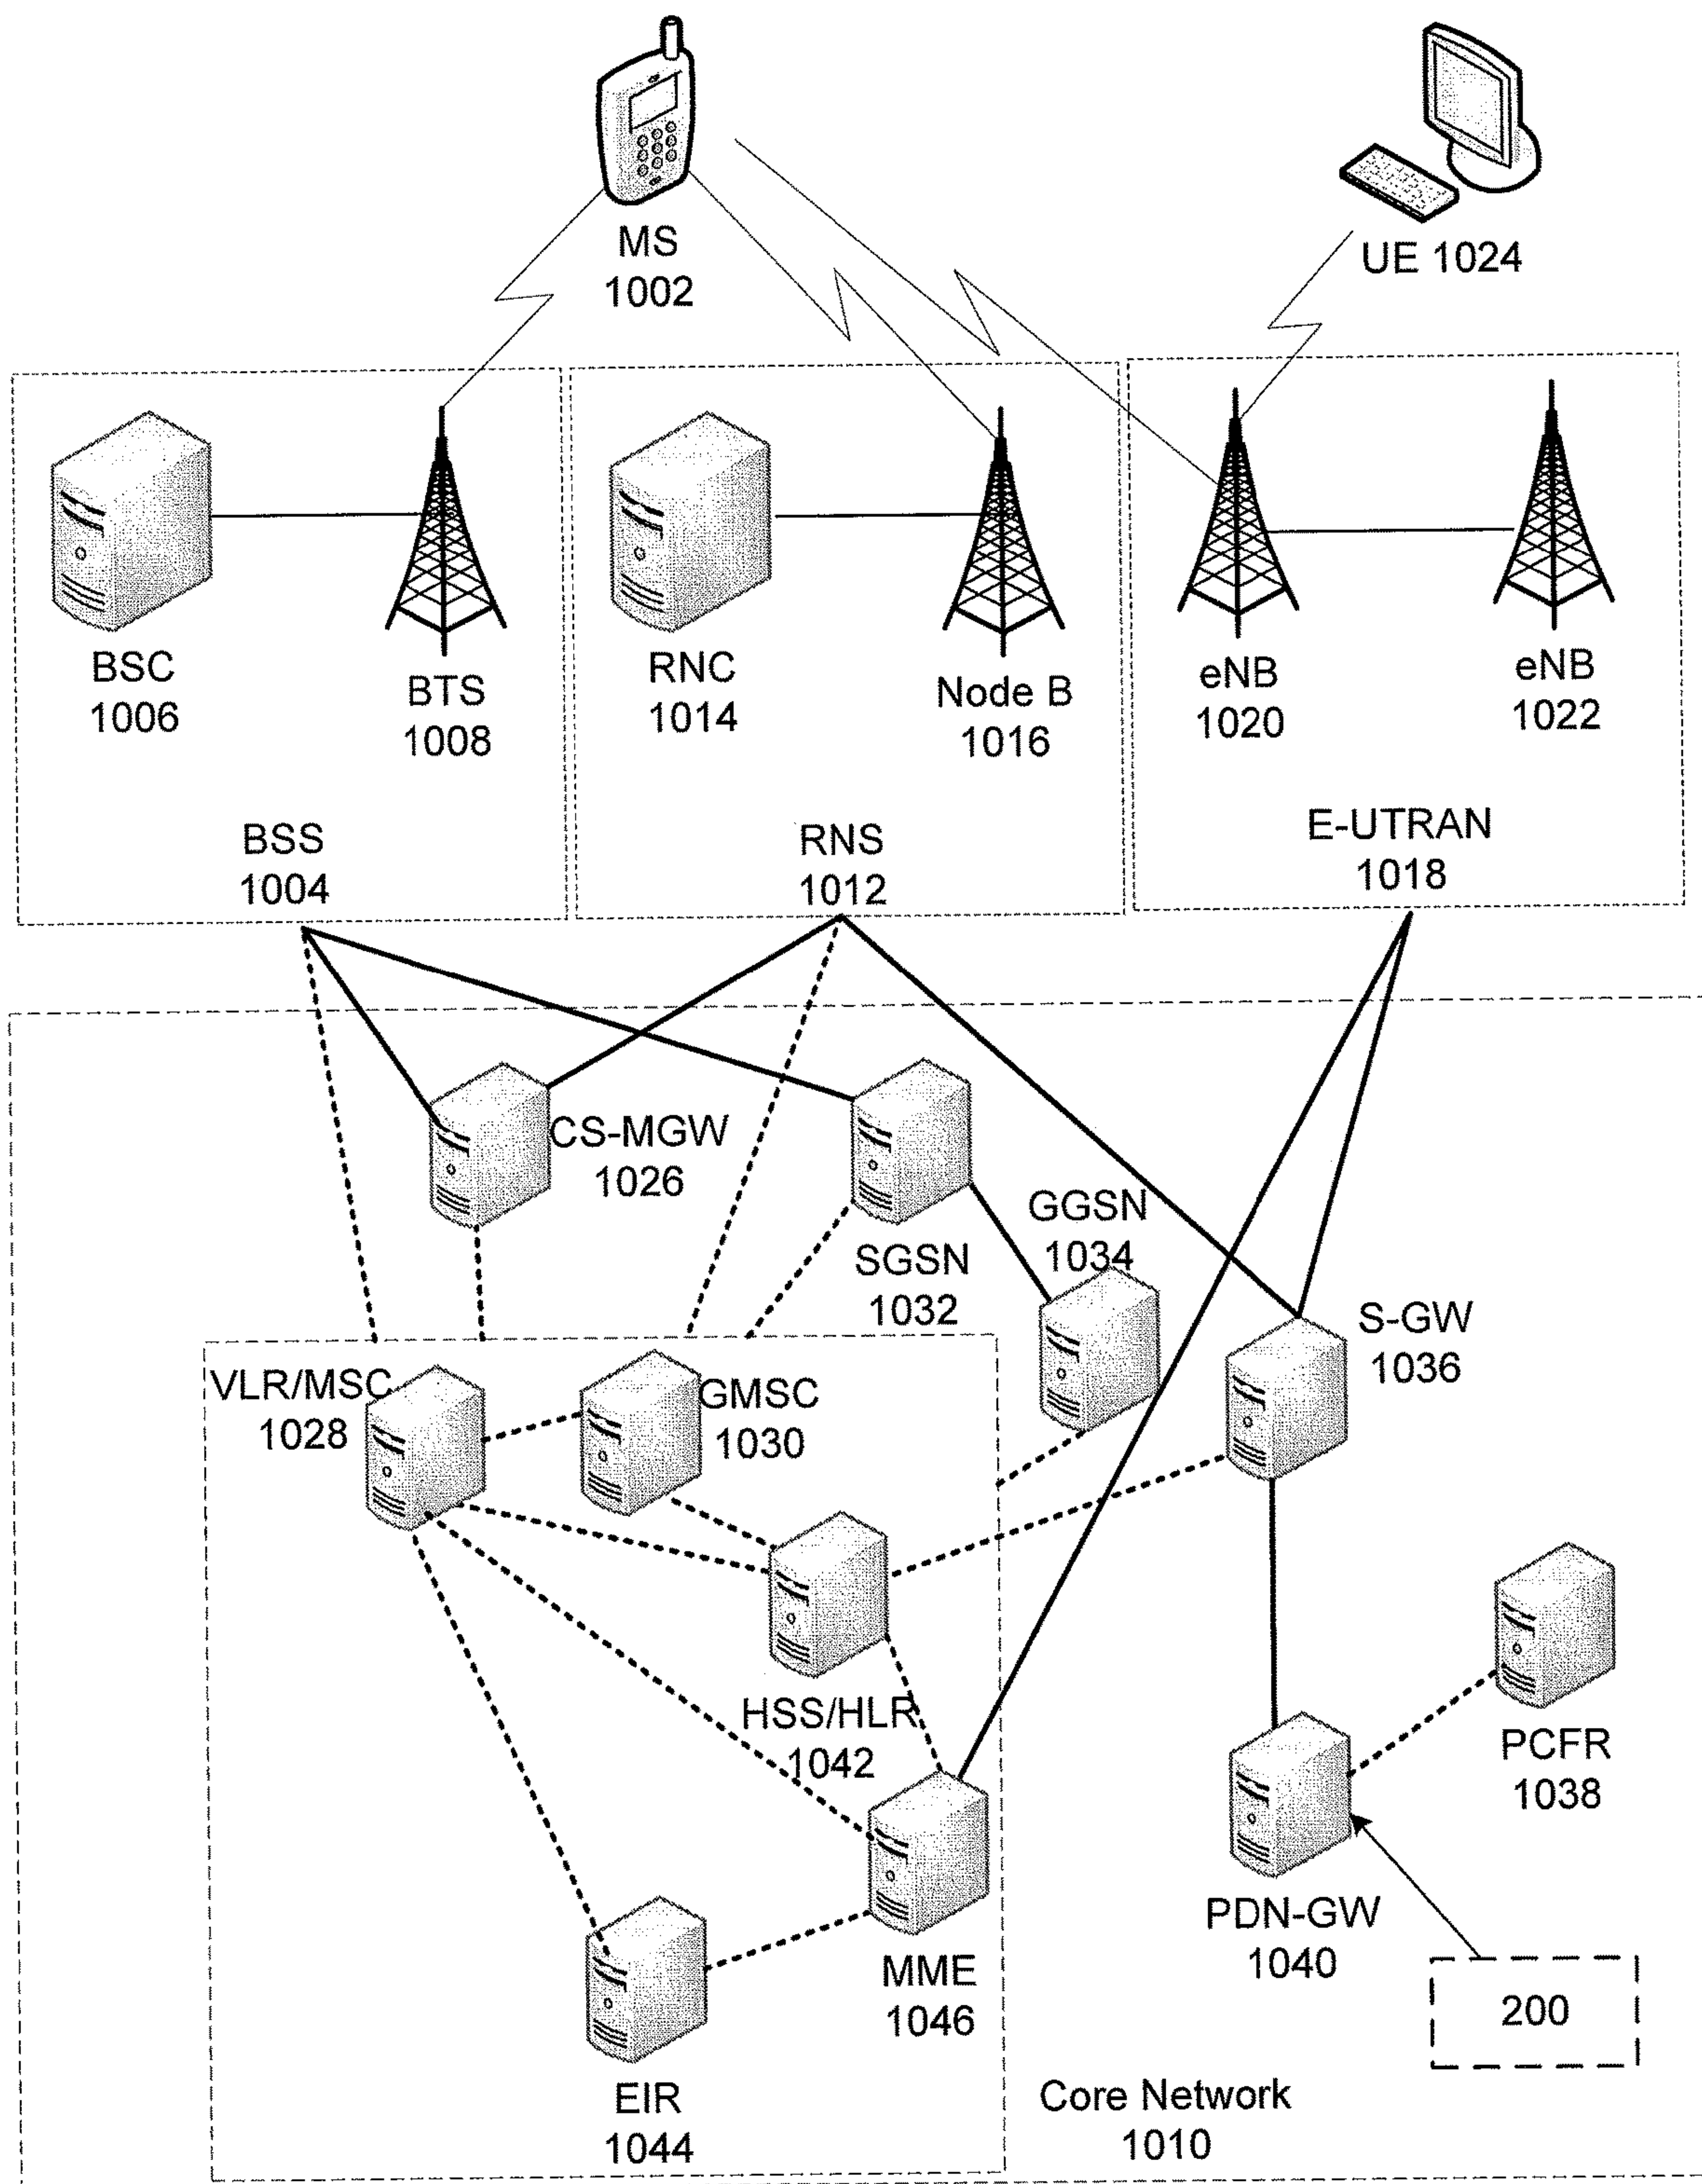 MS
1002
UE 1024
BSC
1006
BTS
1008
RNC
1014
Node B
1016
eNB
1020
eNB
1022
BSS
1004
RNS
1012
E-UTRAN
1018
CS-MGW
1026
SGSN
1032
GGSN
1034
S-GW
1036
VLR/MSC
1028
GMSC
1030
HSS/HLR
1042
PCFR
1038
PDN-GW
1040
MME
1046
200
EIR
1044
Core Network
1010